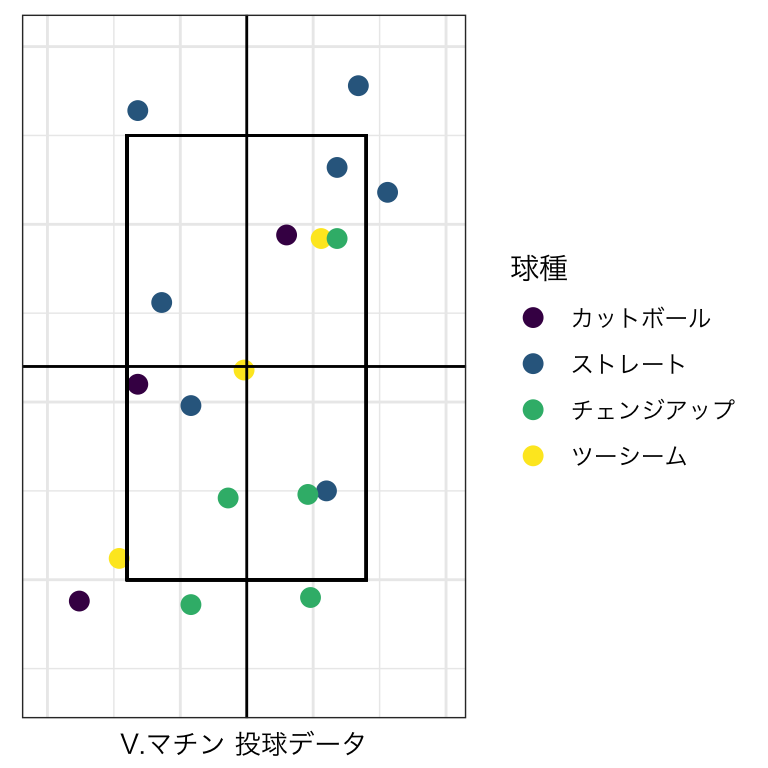 球種
カットボール
ストレート
チェンジアップ
ツーシーム
V.マチン 投球データ